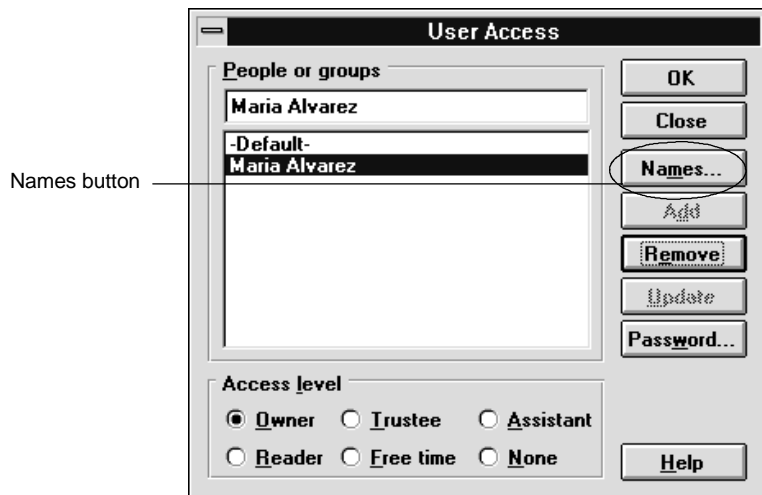 User Access
People or groups
Maria Alvarez
-Default-
Maria Alvarez
OK
Close
Names...
Names button
Add
Remove
Update
Password...
Access level
Owner Trustee Assistant
Reader Free time None
Help